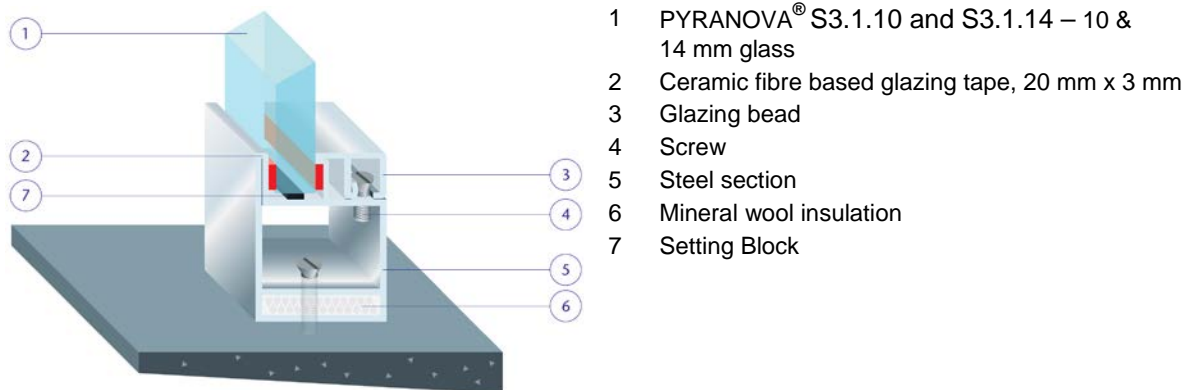 1
2
7
3
4
5
6
1 PYRANOVA® S3.1.10 and S3.1.14 – 10 &
14 mm glass
2 Ceramic fibre based glazing tape, 20 mm x 3 mm
3 Glazing bead
4 Screw
5 Steel section
6 Mineral wool insulation
7 Setting Block